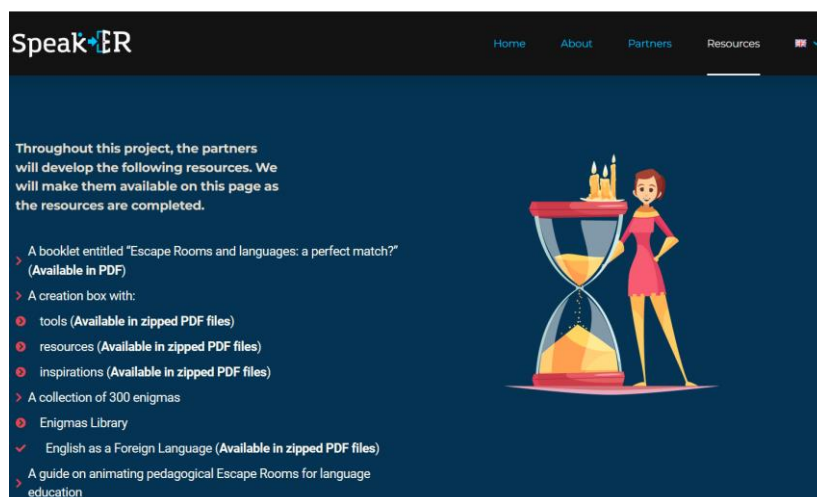 Speak ER
Home About Partners Resources
Throughout this project, the partners
will develop the following resources. We
will make them available on this page as
the resources are completed.
A booklet entitled “Escape Rooms and languages: a perfect match?”
(Available in PDF)
A creation box with:
tools (Available in zipped PDF files)
resources (Available in zipped PDF files)
inspirations (Available in zipped PDF files)
A collection of 300 enigmas
Enigmas Library
English as a Foreign Language (Available in zipped PDF files)
A guide on animating pedagogical Escape Rooms for language
education